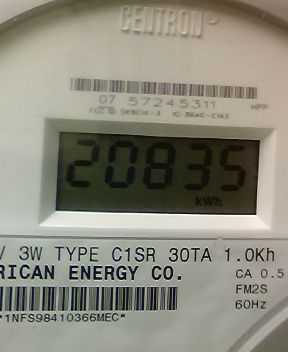 CENTRON®
07 57245311 HPP
20835
kWh
V 3W TYPE C1SR 30TA 1.0Kh
RICAN ENERGY CO. CA 0.5
FM2S
60Hz
*1NFS98410366MEC*